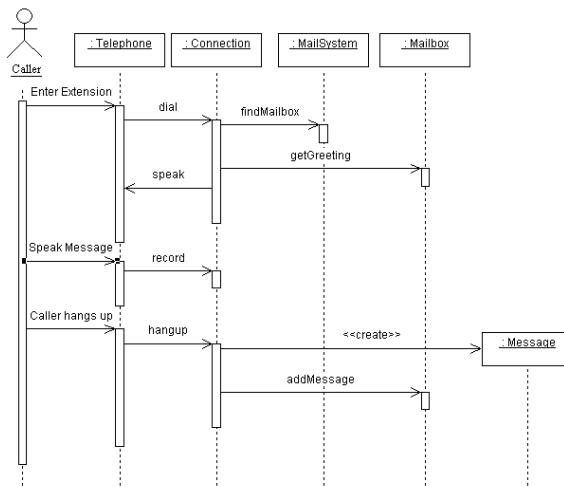 : Telephone
: Connection
: MailSystem
: Mailbox
Caller
Enter Extension
dial
findMailbox
getGreeting
speak
Speak Message
record
Caller hangs up
hangup
<<create>>
: Message
addMessage